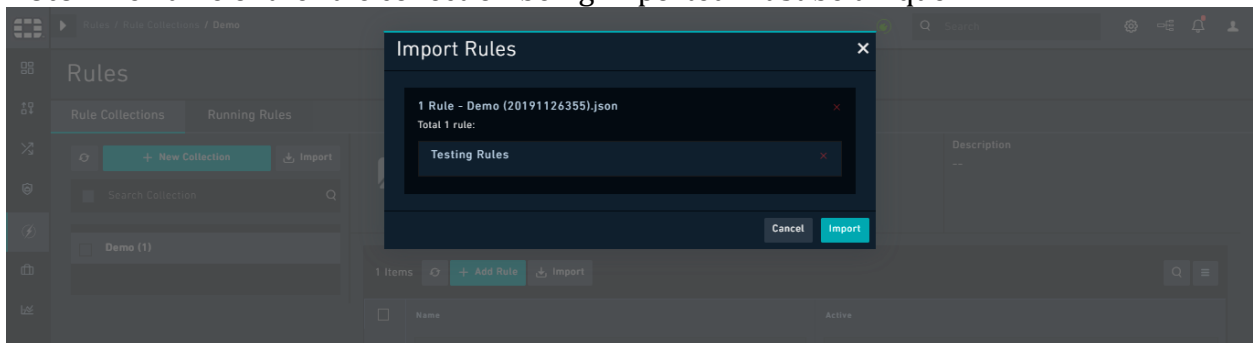 Rules / Rule Collections / Demo
Search
Rules
Rule Collections
Running Rules
+ New Collection
Import
Search Collection
Demo (1)
Import Rules
1 Rule - Demo (20191126355).json
Total 1 rule:
Testing Rules
Cancel
Import
Description
--
1 Items
+ Add Rule
Import
Name
Active